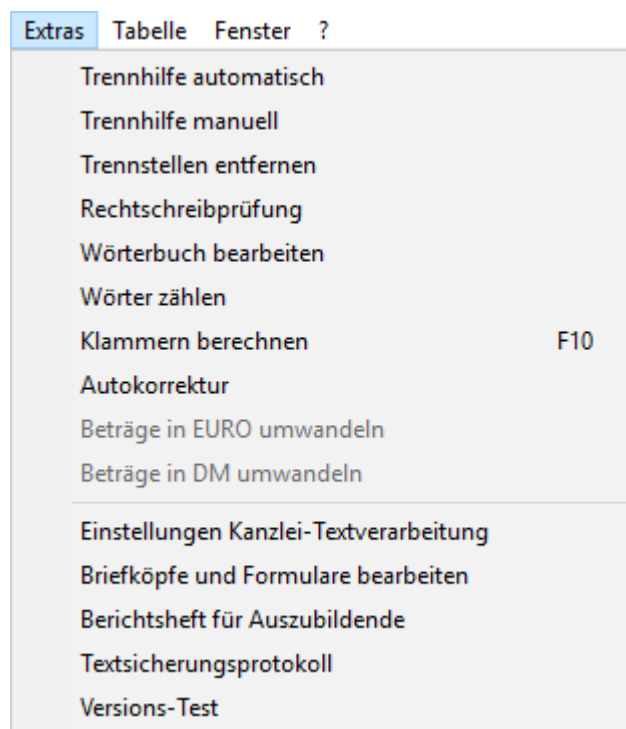 Extras Tabelle Fenster ?
Trennhilfe automatisch
Trennhilfe manuell
Trennstellen entfernen
Rechtschreibprüfung
Wörterbuch bearbeiten
Wörter zählen
Klammern berechnen F10
Autokorrektur
Beträge in EURO umwandeln
Beträge in DM umwandeln
Einstellungen Kanzlei-Textverarbeitung
Briefköpfe und Formulare bearbeiten
Berichtsheft für Auszubildende
Textsicherungsprotokoll
Versions-Test